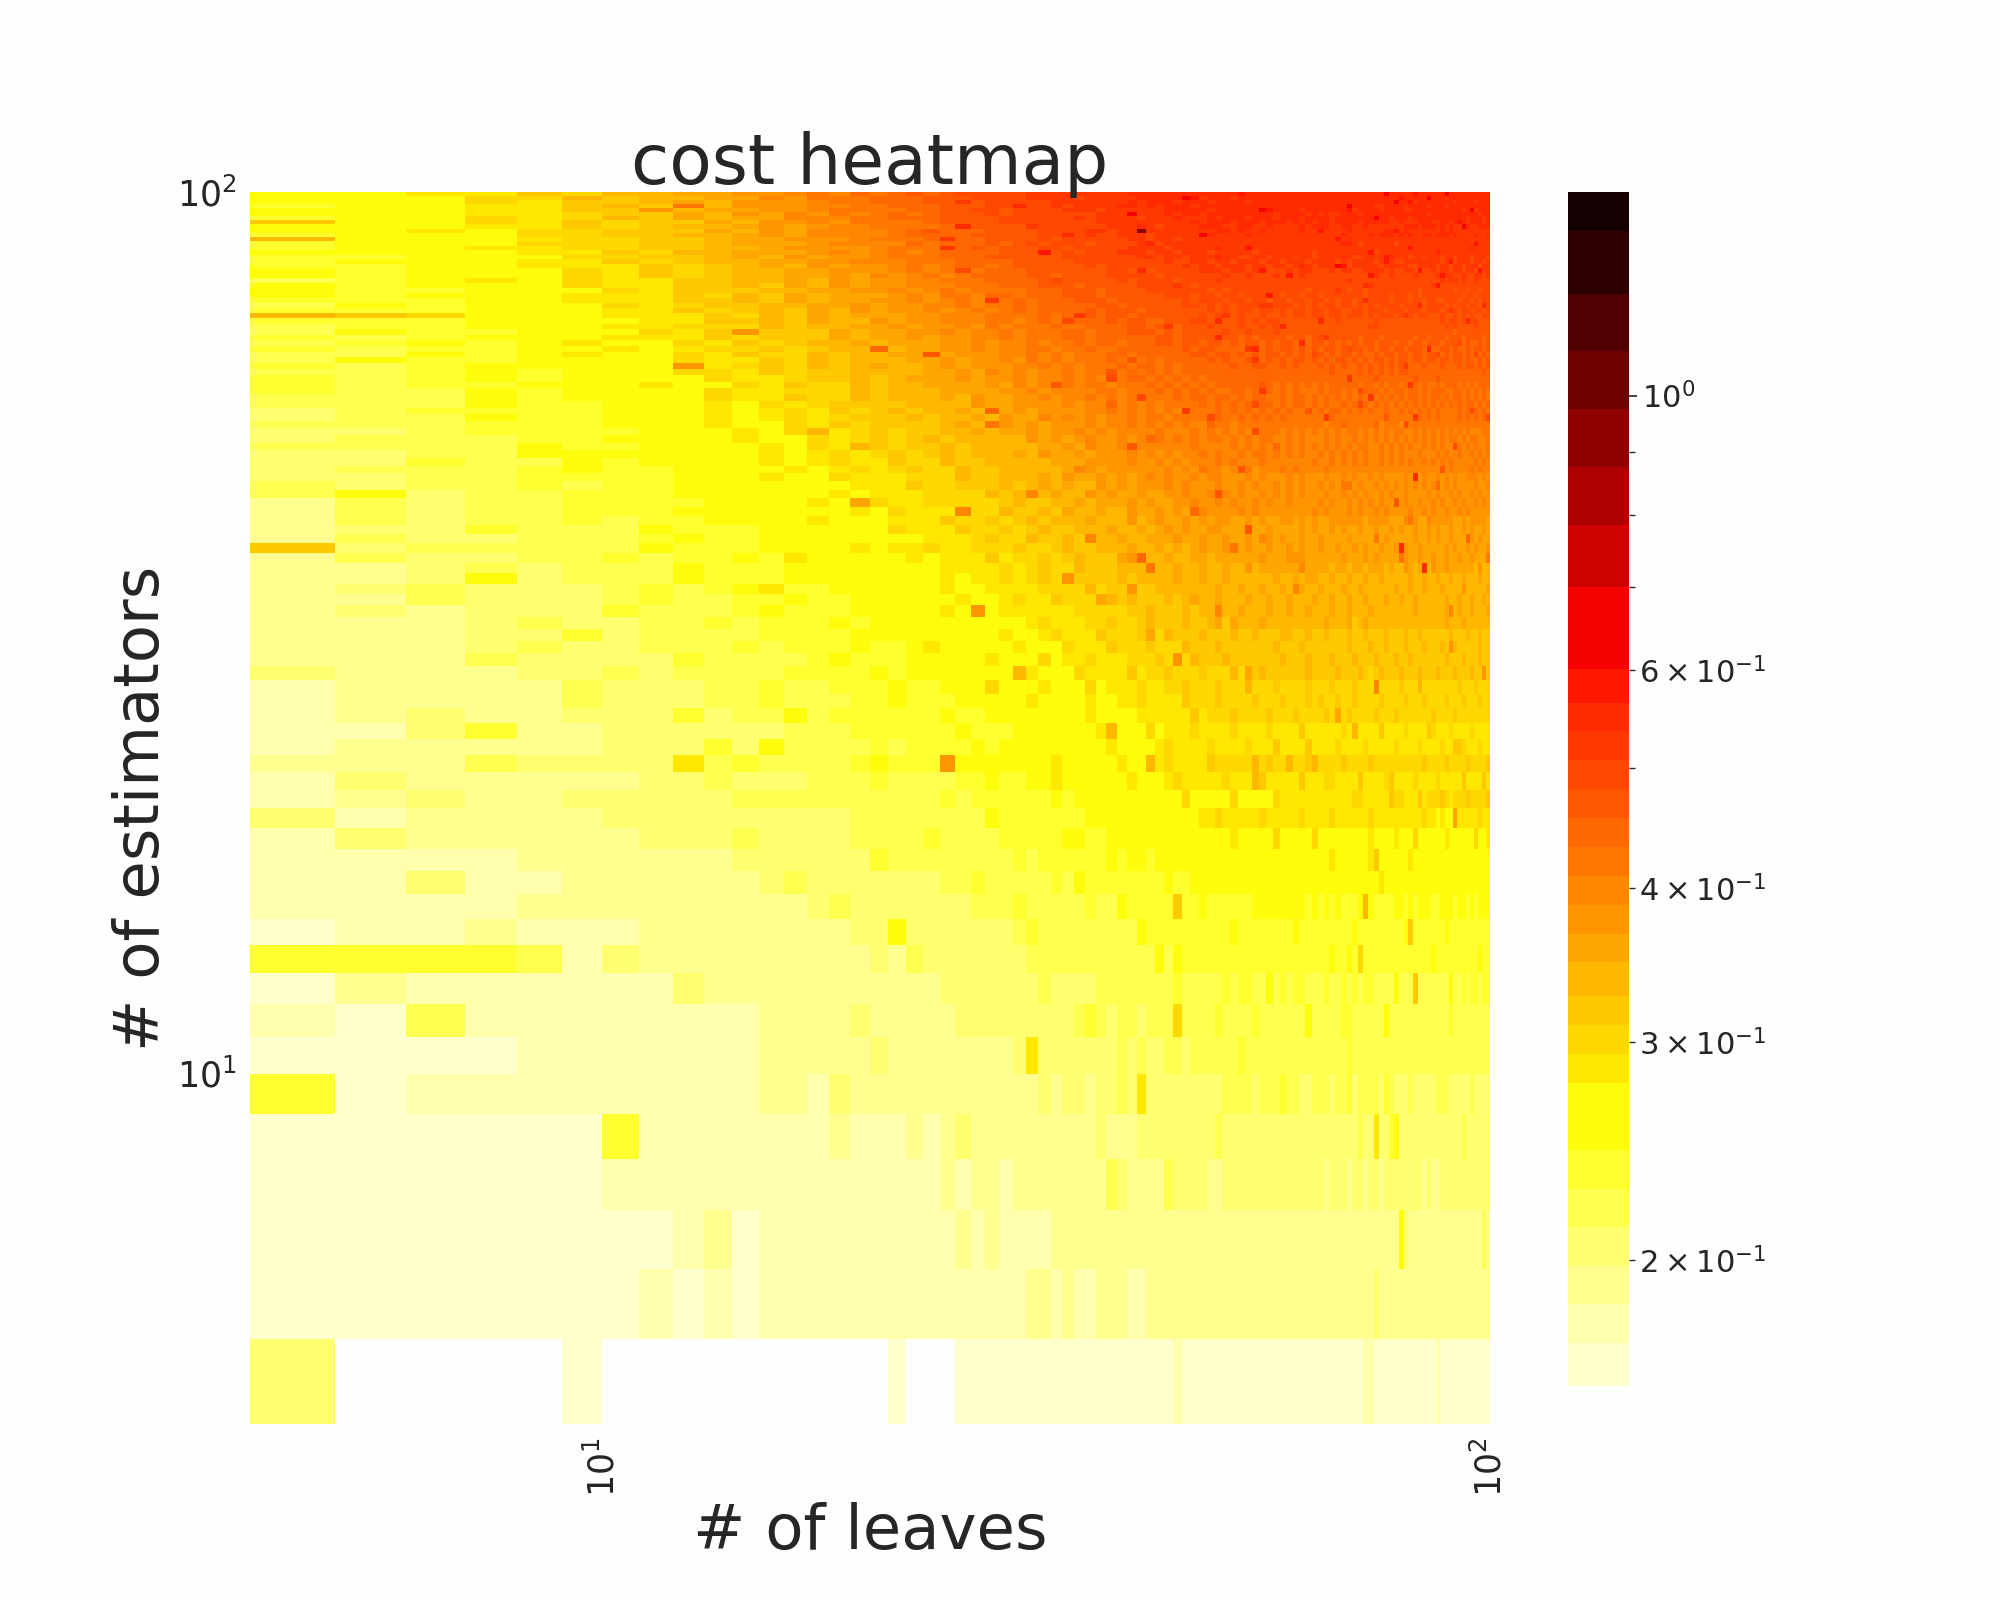 cost heatmap
10²
10¹
# of estimators
10¹
10²
# of leaves
10⁰
6 × 10⁻¹
4 × 10⁻¹
3 × 10⁻¹
2 × 10⁻¹